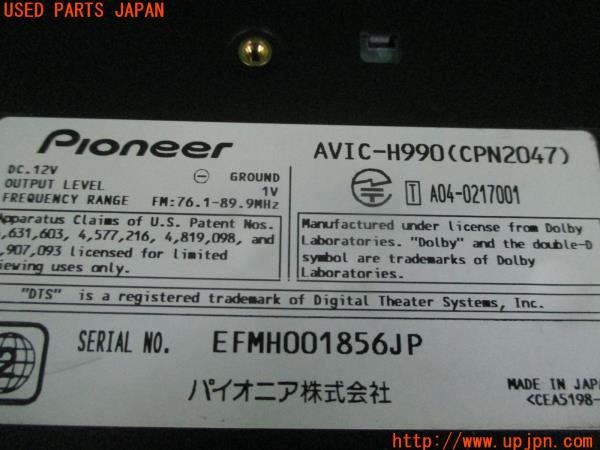 USED PARTS JAPAN
Pioneer
AVIC-H990(CPN2047)
DC.12V
GROUND
OUTPUT LEVEL 1V
FREQUENCY RANGE FM:76.1-89.9MHz
T A04-0217001
Apparatus Claims of U.S. Patent Nos.
,631,603, 4,577,216, 4,819,098, and
,907,093 licensed for limited
viewing uses only.
Manufactured under license from Dolby
Laboratories. "Dolby" and the double-D
symbol are trademarks of Dolby
Laboratories.
"DTS" is a registered trademark of Digital Theater Systems, Inc.
2
SERIAL NO. EFMH001856JP
パイオニア株式会社
MADE IN JAPA
<CEA5198-
http://www.upjpn.com/